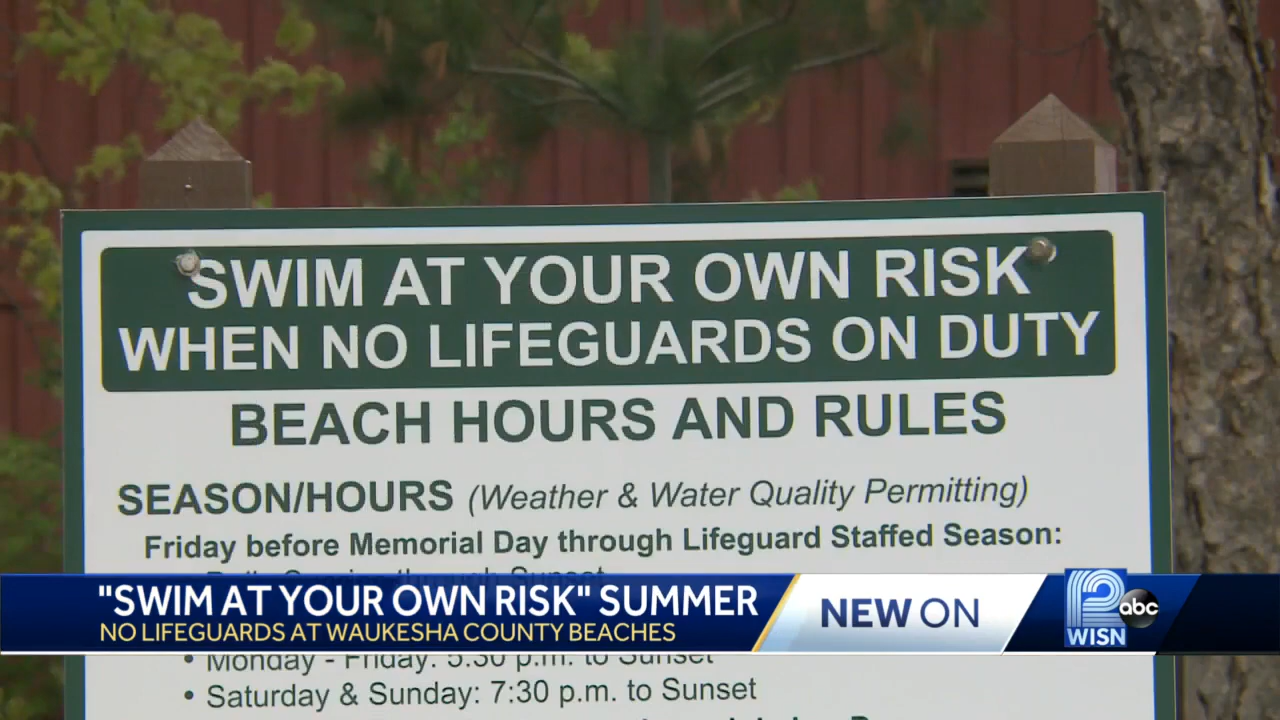 SWIM AT YOUR OWN RISK
WHEN NO LIFEGUARDS ON DUTY
BEACH HOURS AND RULES
SEASON/HOURS (Weather & Water Quality Permitting)
Friday before Memorial Day through Lifeguard Staffed Season:
"SWIM AT YOUR OWN RISK" SUMMER
NO LIFEGUARDS AT WAUKESHA COUNTY BEACHES
NEW ON
12
abc
WISN
• Monday - Friday: 5:30 p.m. to Sunset
• Saturday & Sunday: 7:30 p.m. to Sunset